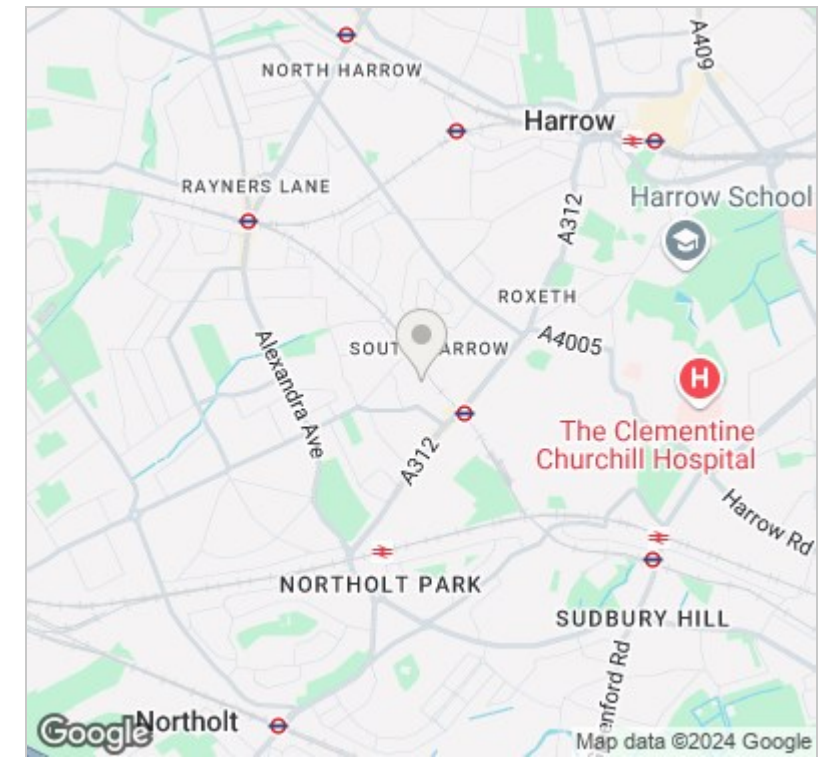 A409
NORTH HARROW
Harrow
RAYNERS LANE
Harrow School
A312
ROXETH
SOUT ARROW
A4005
Alexandra Ave
H
The Clementine
Churchill Hospital
A312
Harrow Rd
NORTHOLT PARK
SUDBURY HILL
Northolt
Google
Map data ©2024 Google